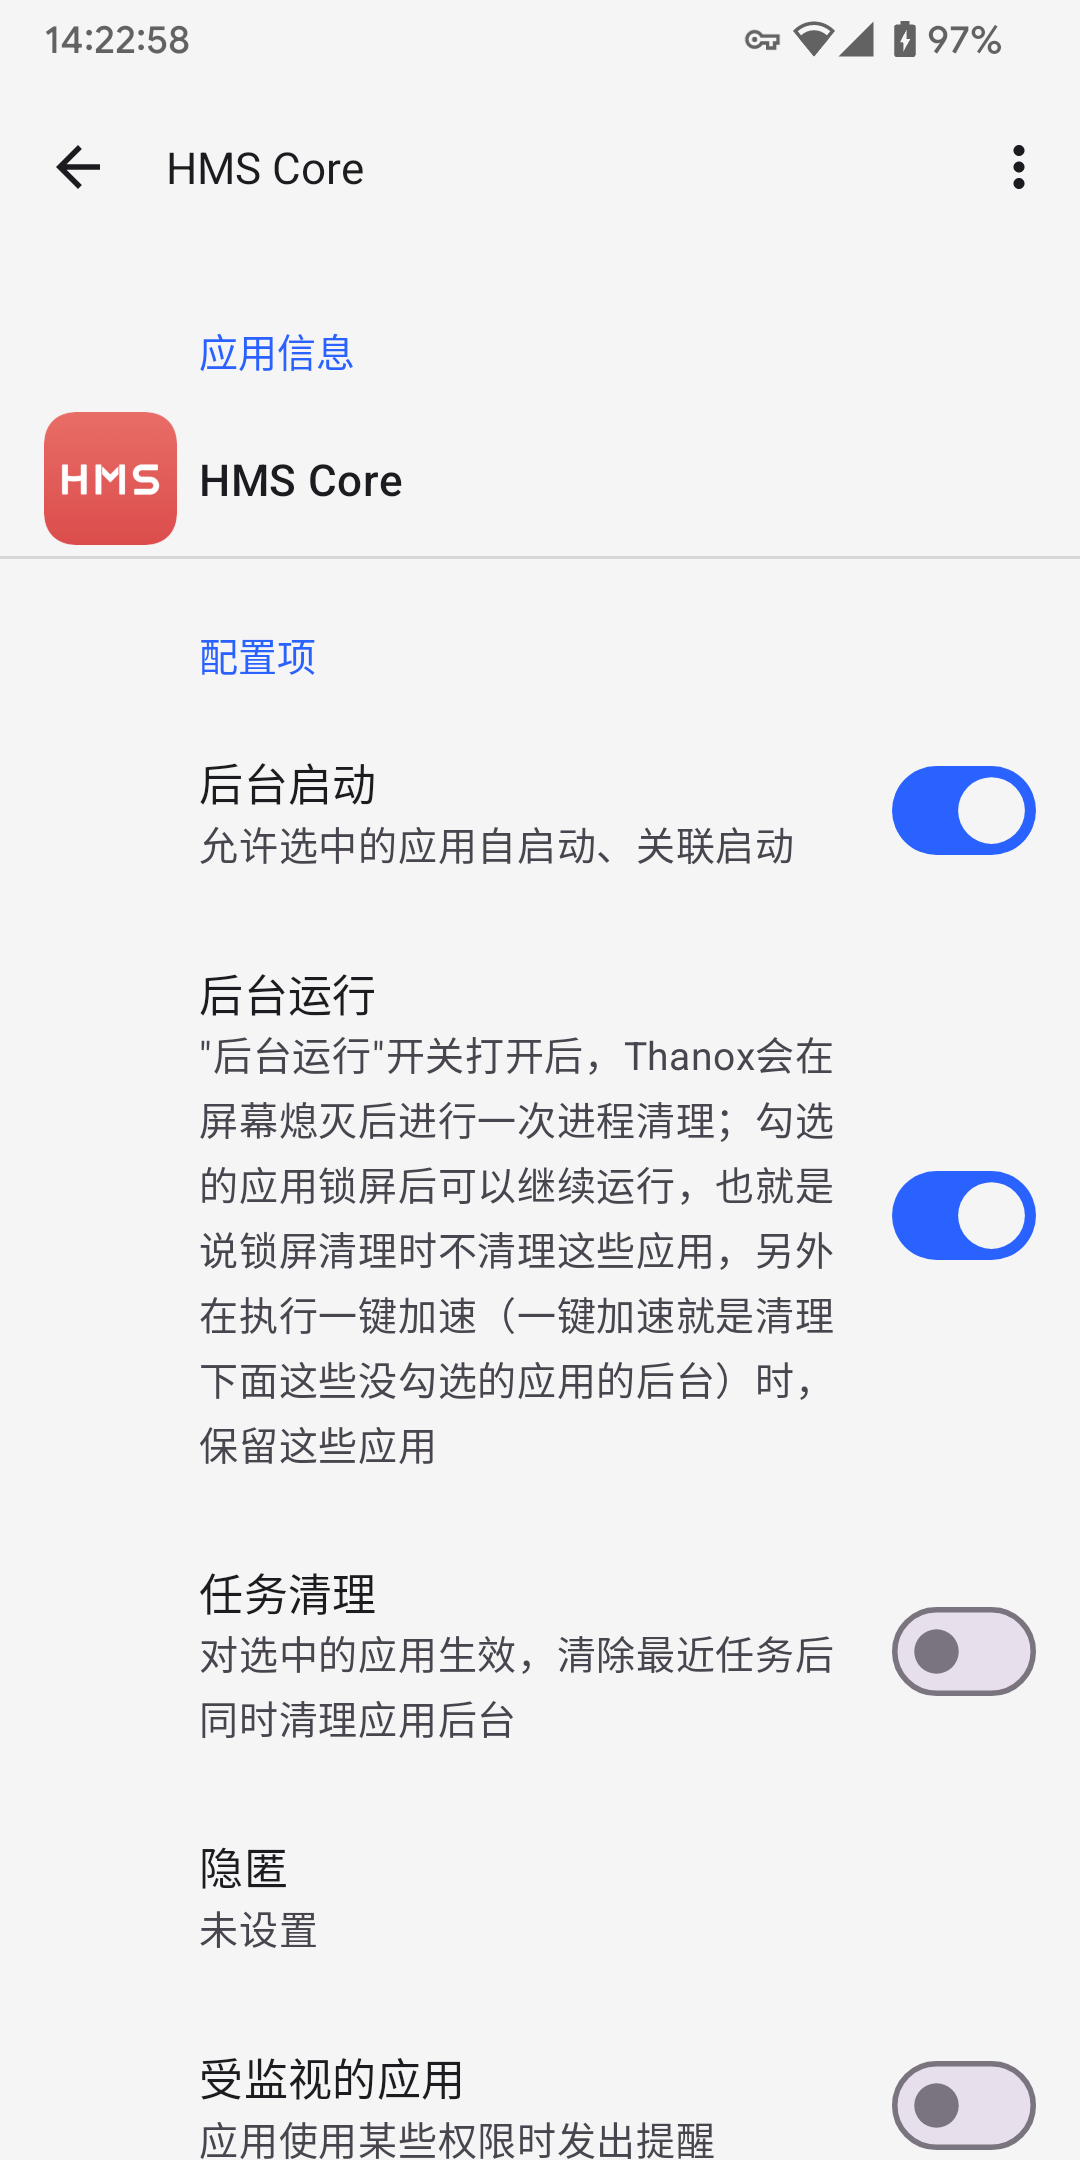 14:22:58
97%
HMS Core
应用信息
HMS
HMS Core
配置项
后台启动
允许选中的应用自启动、关联启动
后台运行
"后台运行"开关打开后，Thanox会在
屏幕熄灭后进行一次进程清理；勾选
的应用锁屏后可以继续运行，也就是
说锁屏清理时不清理这些应用，另外
在执行一键加速（一键加速就是清理
下面这些没勾选的应用的后台）时，
保留这些应用
任务清理
对选中的应用生效，清除最近任务后
同时清理应用后台
隐匿
未设置
受监视的应用
应用使用某些权限时发出提醒